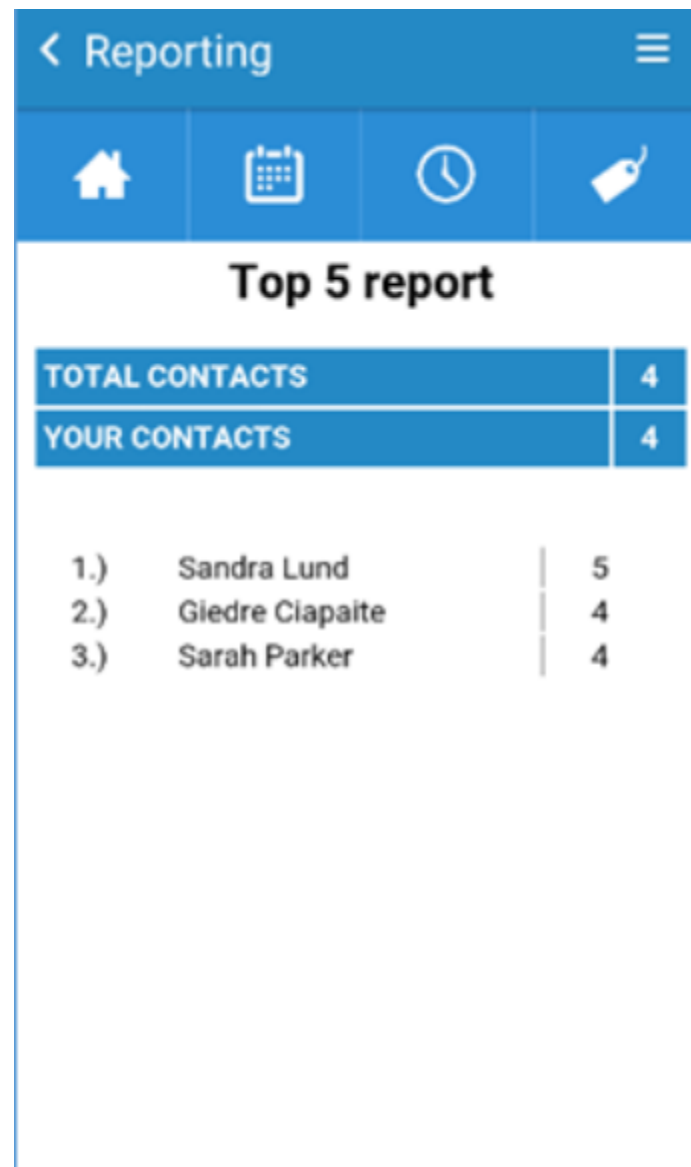 Reporting
Top 5 report
TOTAL CONTACTS 4
YOUR CONTACTS 4
1.) Sandra Lund 5
2.) Giedre Ciapaite 4
3.) Sarah Parker 4